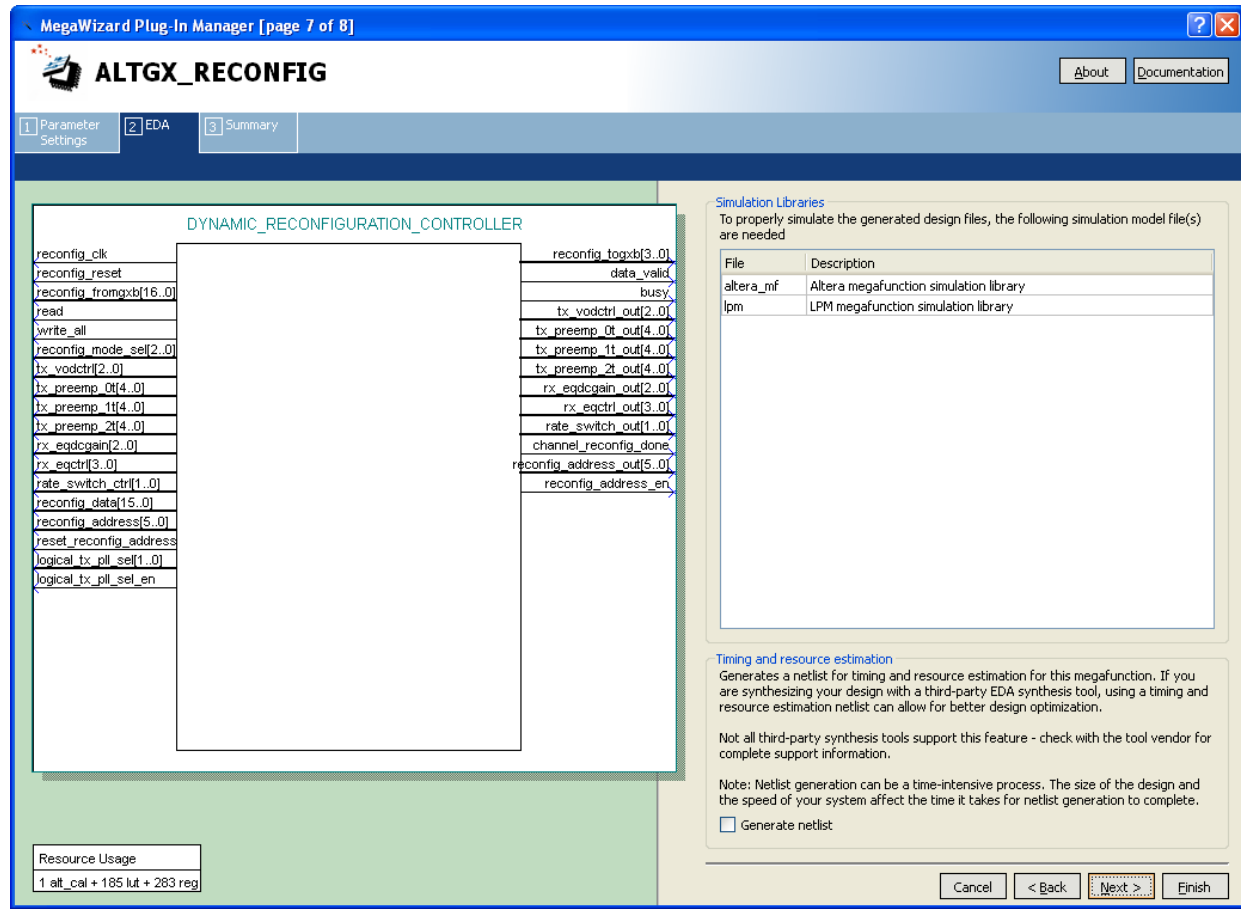 MegaWizard Plug-In Manager [page 7 of 8]
ALTGX_RECONFIG
About
Documentation
1 Parameter Settings
2 EDA
3 Summary
DYNAMIC_RECONFIGURATION_CONTROLLER
reconfig_clk
reconfig_reset
reconfig_fromgxb[16..0]
read
write_all
reconfig_mode_sel[2..0]
tx_vodctrl[2..0]
tx_preemp_0t[4..0]
tx_preemp_1t[4..0]
tx_preemp_2t[4..0]
rx_eqdcgain[2..0]
rx_eqctrl[3..0]
rate_switch_ctrl[1..0]
reconfig_data[15..0]
reconfig_address[5..0]
reset_reconfig_address
logical_tx_pll_sel[1..0]
logical_tx_pll_sel_en
reconfig_togxb[3..0]
data_valid
busy
tx_vodctrl_out[2..0]
tx_preemp_0t_out[4..0]
tx_preemp_1t_out[4..0]
tx_preemp_2t_out[4..0]
rx_eqdcgain_out[2..0]
rx_eqctrl_out[3..0]
rate_switch_out[1..0]
channel_reconfig_done
reconfig_address_out[5..0]
reconfig_address_en
Resource Usage
1 alt_cal + 185 lut + 283 reg
Simulation Libraries
To properly simulate the generated design files, the following simulation model file(s)
are needed
File Description
altera_mf Altera megafunction simulation library
lpm LPM megafunction simulation library
Timing and resource estimation
Generates a netlist for timing and resource estimation for this megafunction. If you
are synthesizing your design with a third-party EDA synthesis tool, using a timing and
resource estimation netlist can allow for better design optimization.
Not all third-party synthesis tools support this feature - check with the tool vendor for
complete support information.
Note: Netlist generation can be a time-intensive process. The size of the design and
the speed of your system affect the time it takes for netlist generation to complete.
Generate netlist
Cancel
< Back
Next >
Finish